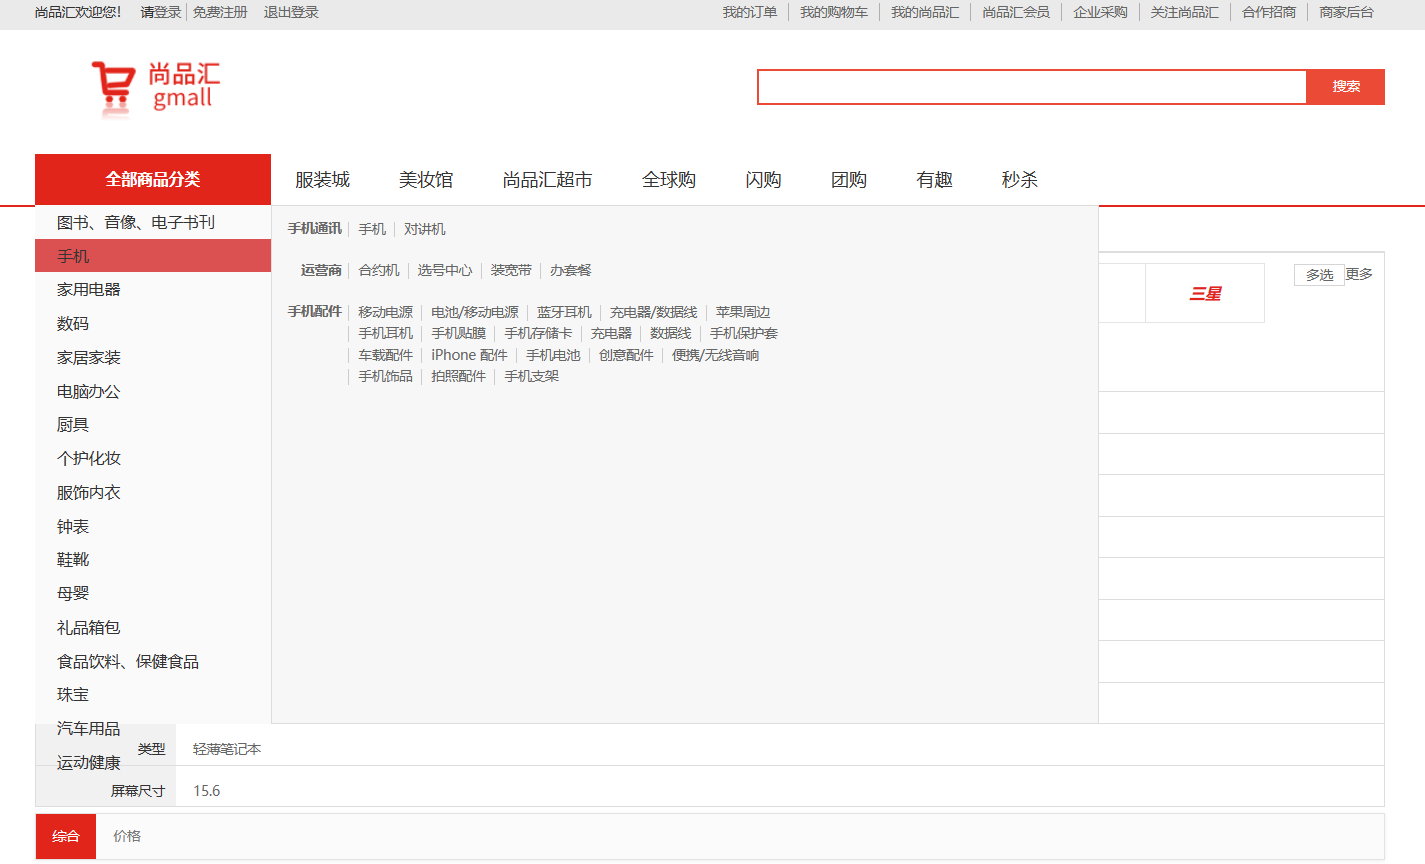 尚品汇欢迎您! 请登录 免费注册 退出登录 我的订单 我的购物车 我的尚品汇 尚品汇会员 企业采购 关注尚品汇 合作招商 商家后台
尚品汇
gmall
搜索
全部商品分类 服装城 美妆馆 尚品汇超市 全球购 闪购 团购 有趣 秒杀
图书、音像、电子书刊
手机
家用电器
数码
家居家装
电脑办公
厨具
个护化妆
服饰内衣
钟表
鞋靴
母婴
礼品箱包
食品饮料、保健食品
珠宝
汽车用品
运动健康
手机通讯 手机 对讲机
运营商 合约机 选号中心 装宽带 办套餐
手机配件 移动电源 电池/移动电源 蓝牙耳机 充电器/数据线 苹果周边
手机耳机 手机贴膜 手机存储卡 充电器 数据线 手机保护套
车载配件 iPhone 配件 手机电池 创意配件 便携/无线音响
手机饰品 拍照配件 手机支架
三星 多选 更多
类型 轻薄笔记本
屏幕尺寸 15.6
综合 价格